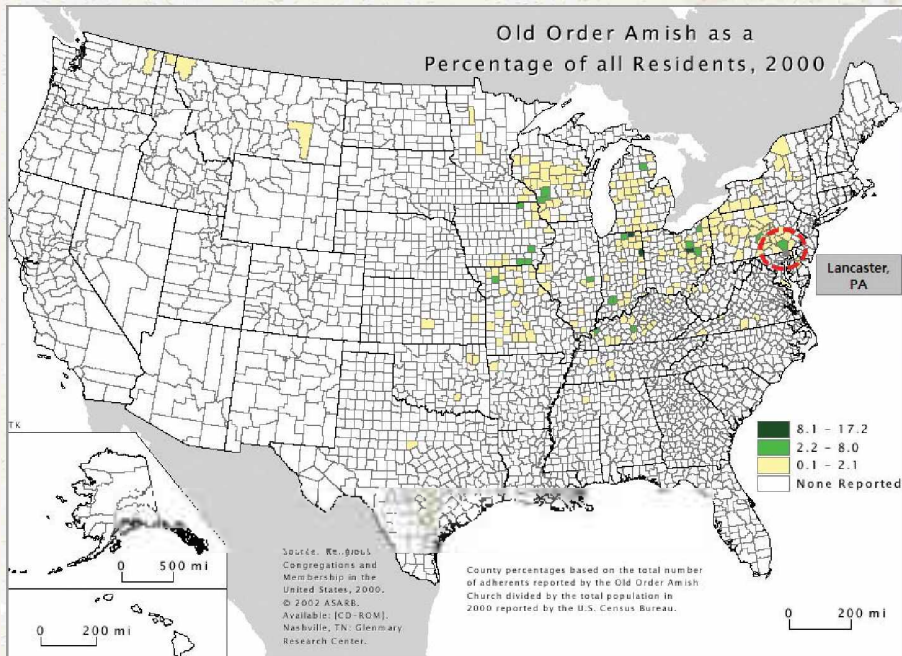 Old Order Amish as a
Percentage of all Residents, 2000
Lancaster,
PA
8.1 - 17.2
2.2 - 8.0
0.1 - 2.1
None Reported
TK
0 500 mi
0 200 mi
Congregations and
Membership in the
United States, 2000.
© 2002 ASARB.
Available: [CD-ROM].
Nashville, TN: Glenmary
Research Center.
County percentages based on the total number
of adherents reported by the Old Order Amish
Church divided by the total population in
2000 reported by the U.S. Census Bureau.
0 200 mi